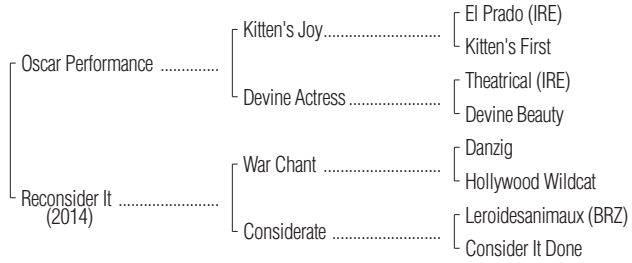 El Prado (IRE)
Kitten's Joy
Kitten's First
Oscar Performance
Theatrical (IRE)
Devine Actress
Devine Beauty
Danzig
War Chant
Hollywood Wildcat
Reconsider It
(2014)
Leroidesanimaux (BRZ)
Considerate
Consider It Done